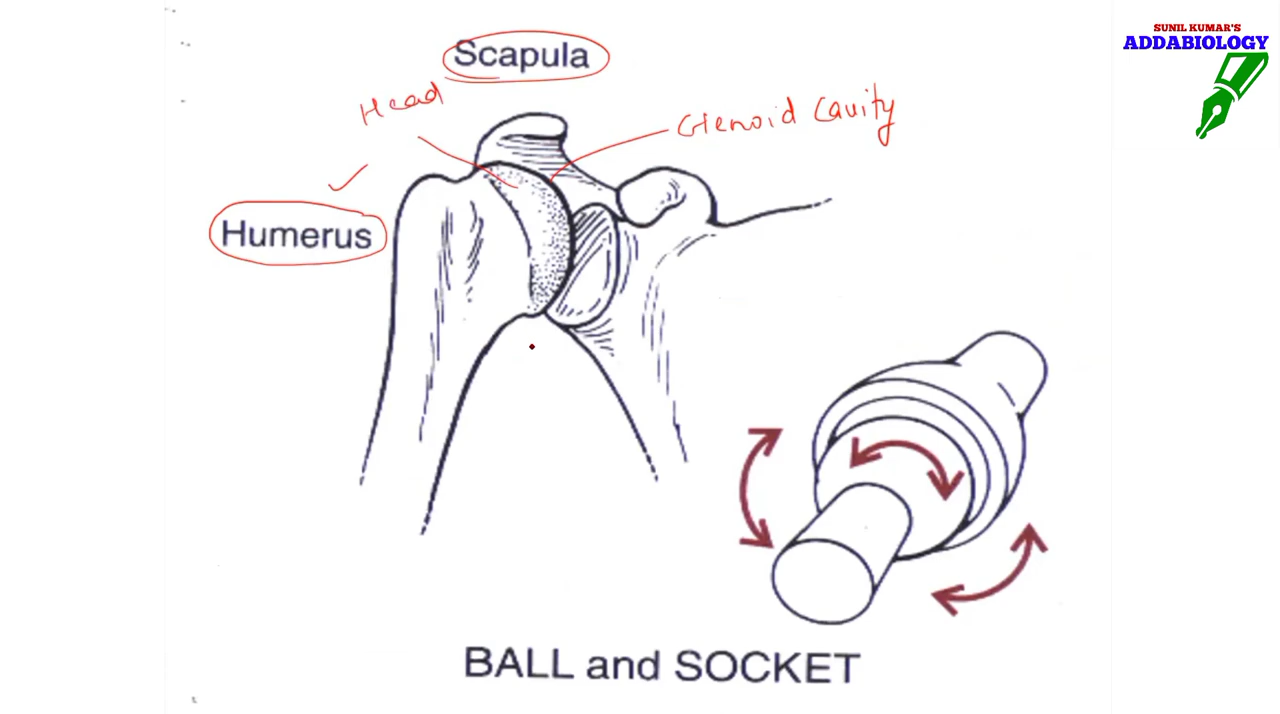 SUNIL KUMAR'S
ADDABIOLOGY
Scapula
Head
Glenoid Cavity
Humerus
BALL and SOCKET